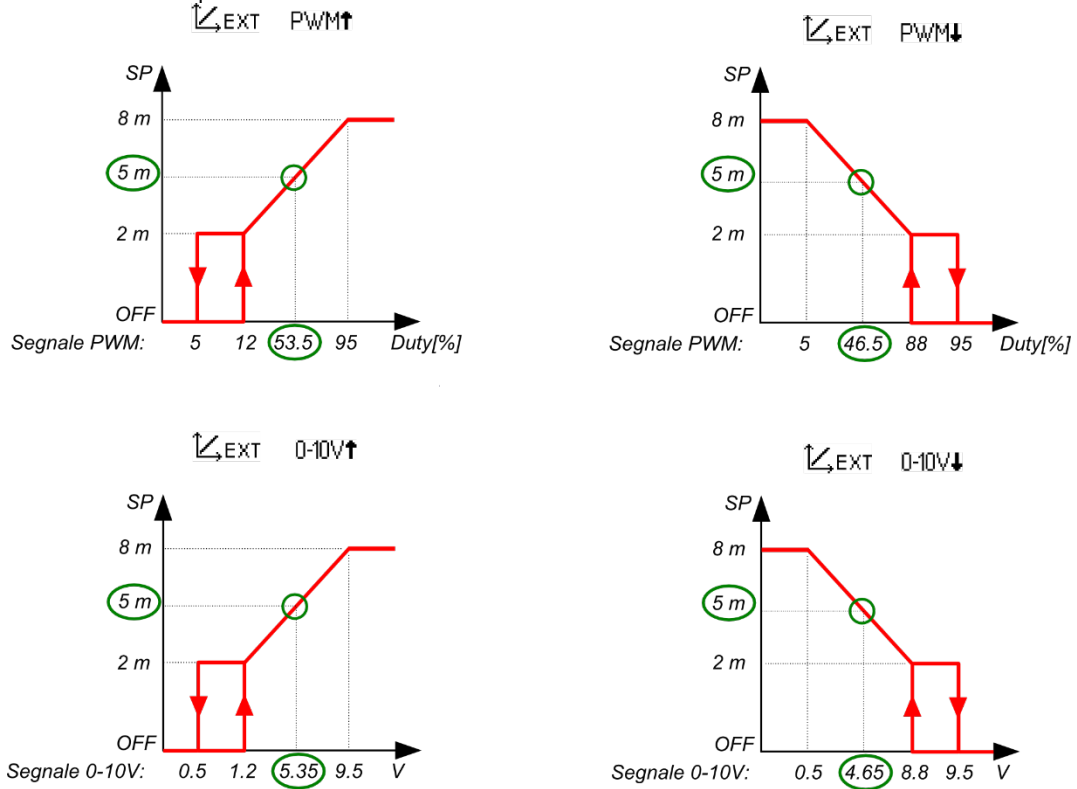 EXT PWM↑
SP
8 m
5 m
2 m
OFF
Segnale PWM: 5 12 53.5 95 Duty[%]
EXT PWM↓
SP
8 m
5 m
2 m
OFF
Segnale PWM: 5 46.5 88 95 Duty[%]
EXT 0-10V↑
SP
8 m
5 m
2 m
OFF
Segnale 0-10V: 0.5 1.2 5.35 9.5 V
EXT 0-10V↓
SP
8 m
5 m
2 m
OFF
Segnale 0-10V: 0.5 4.65 8.8 9.5 V